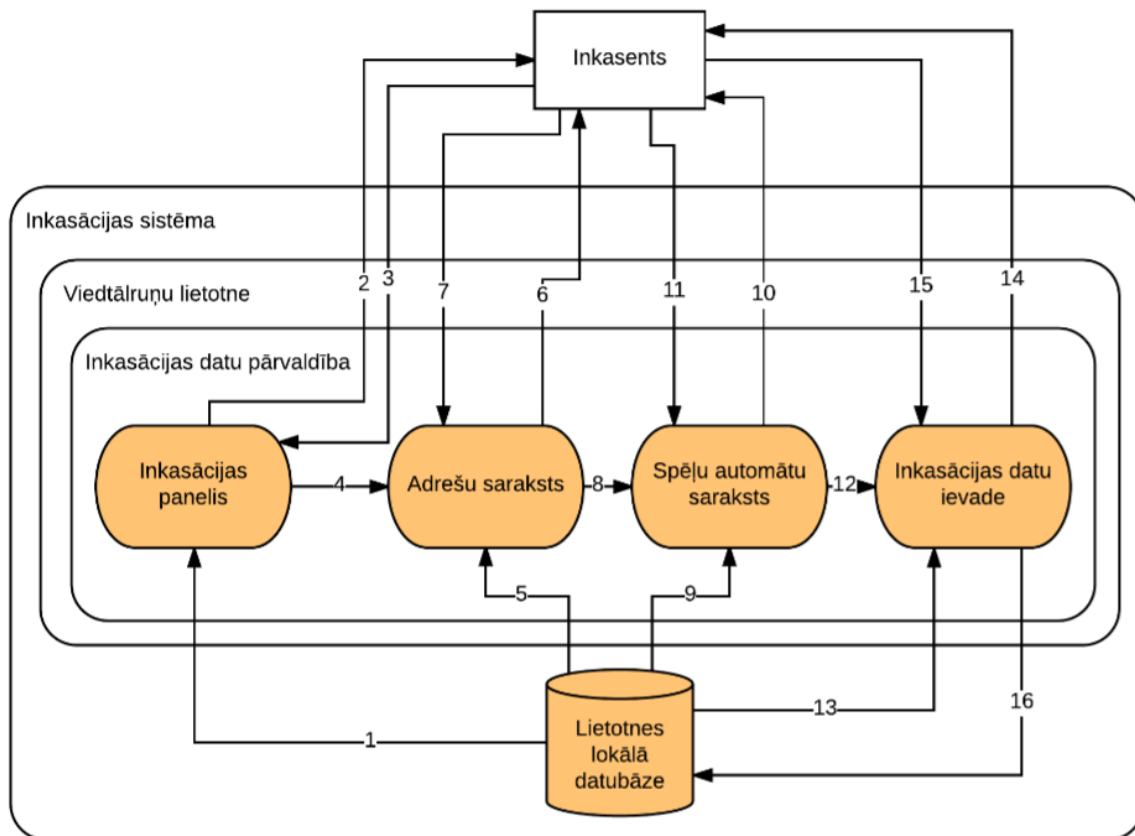 Inkasents
Inkasācijas sistēma
2
3
7
6
11
10
15
14
Viedtālruņu lietotne
Inkasācijas datu pārvaldība
Inkasācijas
panelis
4
Adrešu saraksts
8
Spēļu automātu
saraksts
12
Inkasācijas datu
ievade
5
9
1
13
16
Lietotnes
lokālā
datubāze